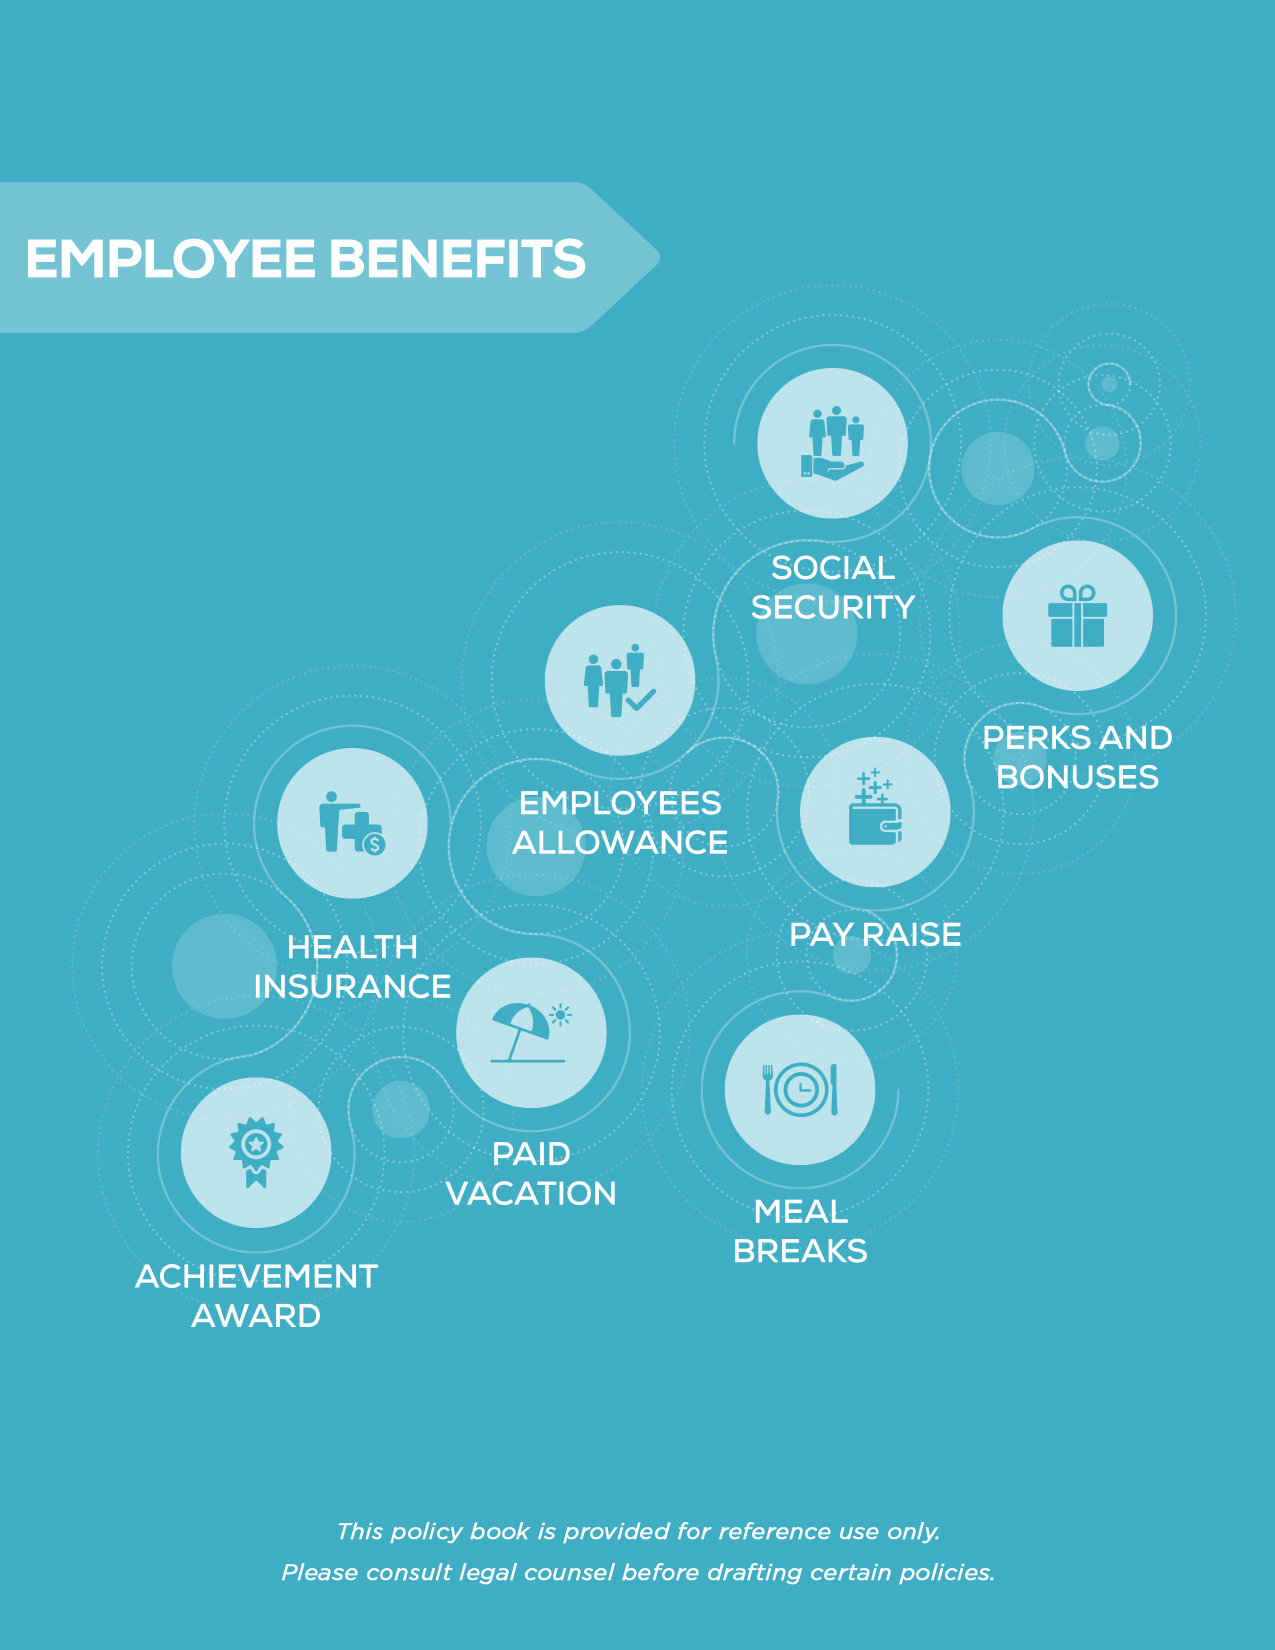 EMPLOYEE BENEFITS
SOCIAL
SECURITY
PERKS AND
BONUSES
EMPLOYEES
ALLOWANCE
PAY RAISE
HEALTH
INSURANCE
PAID
VACATION
MEAL
BREAKS
ACHIEVEMENT
AWARD
This policy book is provided for reference use only.
Please consult legal counsel before drafting certain policies.